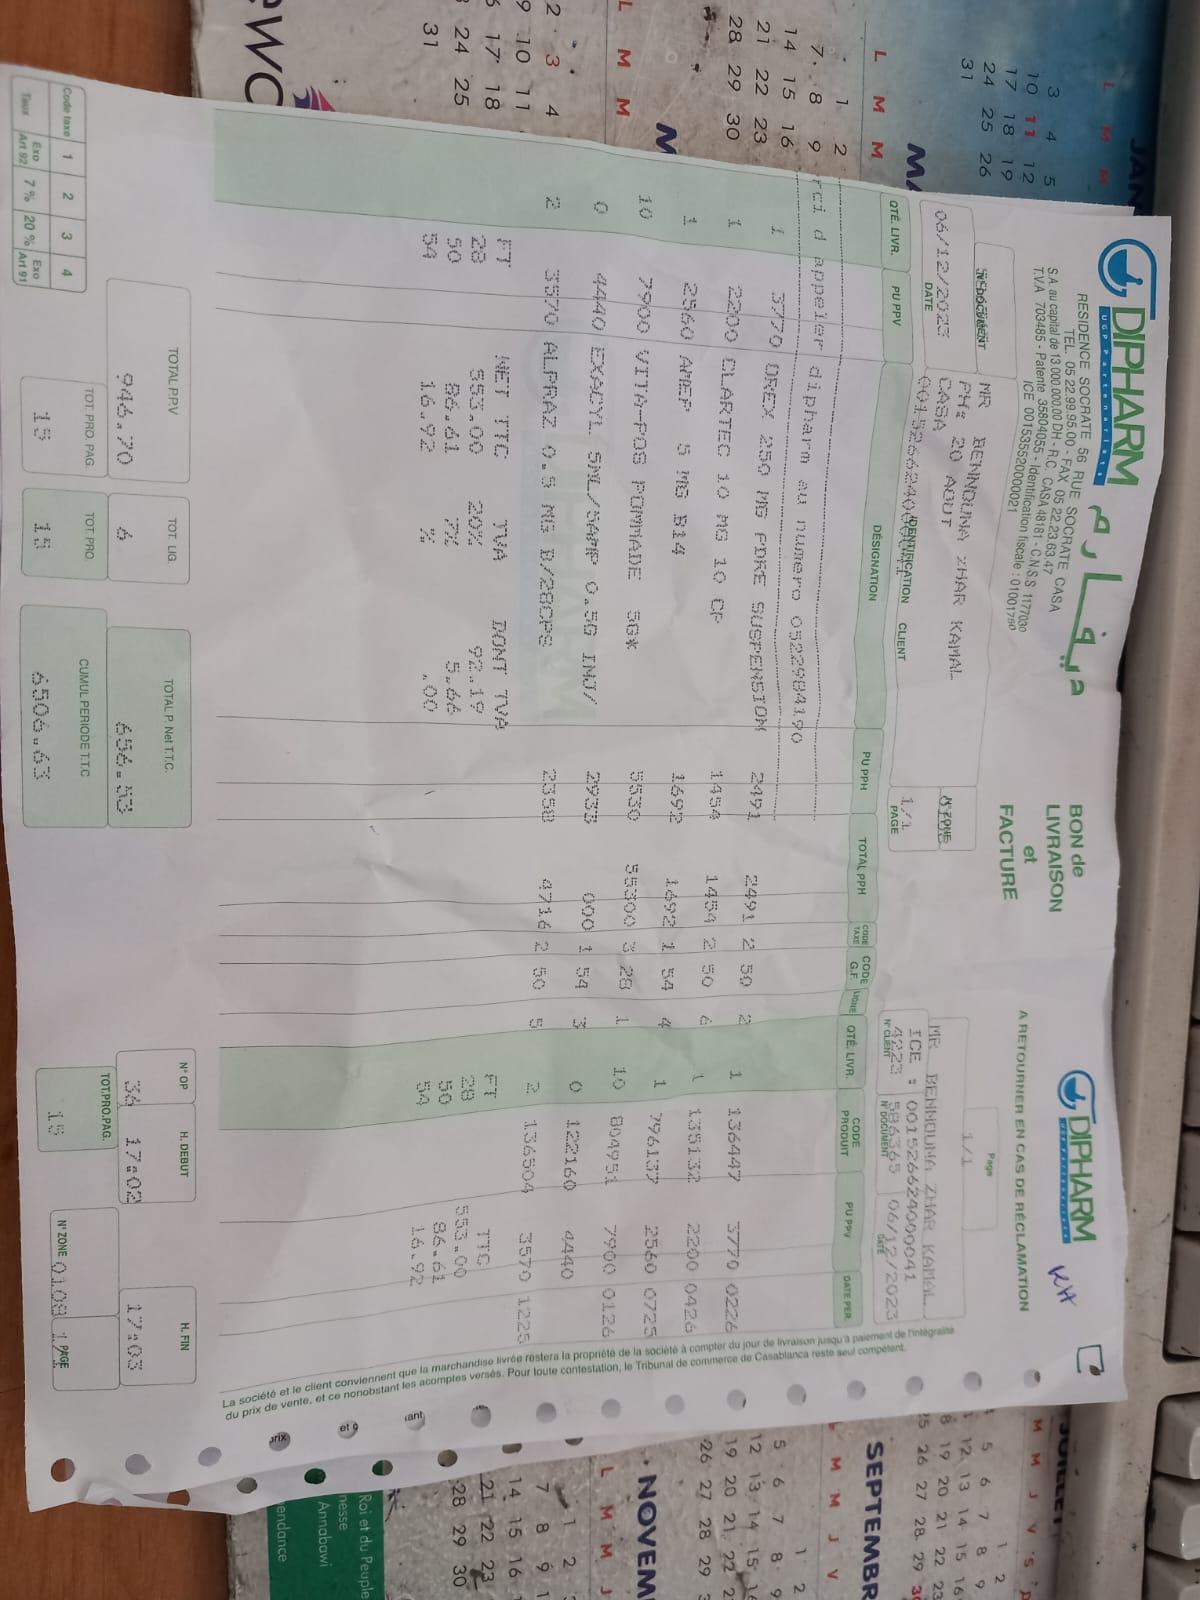 DIPHARM
ديفارم
UGP Partenariats
RESIDENCE SOCRATE 56 RUE SOCRATE CASA
TEL. 05 22.99.95.00 - FAX 05 22.23.63.47
S.A. au capital de 13.000.000,00 DH - R.C. CASA 48181 - C.N.S.S 1177030
T.V.A 703485 - Patente 35804055 - Identification fiscale : 01001750
ICE 001535520000021
BON de
LIVRAISON
et
FACTURE
N° DOCUMENT
MR BENNOUNA ZHAR KAMAL
PH: 20 AOUT
CASA
N° ZONE
06/12/2023
DATE
IDENTIFICATION CLIENT
1/1
PAGE
QTÉ. LIVR. PU PPV DÉSIGNATION PU PPH TOTAL PPH CODE TAXE CODE G.F. LIGNE
rci d appeler dipharm au numero 0522984190
1 3770 OREX 250 MG PDRE SUSPENSION 2491 2491 2 50 2
1 2200 CLARTEC 10 MG 10 CP 1454 1454 2 50 6
1 2560 AMEP 5 MG B14 1692 1692 1 54 4
10 7900 VITA-POS POMMADE 5G* 5530 55300 3 28 1
0 4440 EXACYL 5ML/5AMP 0.5G INJ/ 2933 000 1 54 3
2 3570 ALPRAZ 0.5 MG B/28CPS 2358 4716 2 50 5
FT NET TTC TVA DONT TVA
28 553.00 20% 92.19
50 86.61 7% 5.66
54 16.92 % .00
TOTAL PPV
946.70
TOT. LIG.
6
TOTAL P. Net T.T.C.
656.53
TOT. PRO. PAG.
15
TOT. PRO.
15
CUMUL PERIODE T.T.C
6506.63
Code taxe 1 2 3 4
Taux Exo Art 92 7 % 20 % Exo Art 91
DIPHARM
KH
A RETOURNER EN CAS DE RÉCLAMATION
Page
1/1
MR BENNOUNA ZHAR KAMAL
ICE : 001526624000041
4223 586365 06/12/2023
N° CLIENT N° DOCUMENT DATE
QTÉ. LIVR. CODE PRODUIT PU PPV DATE PER.
1 136447 3770 0226
1 135132 2200 0426
1 796137 2560 0725
10 804951 7900 0126
0 122160 4440
2 136504 3570 1225
FT TTC
28 553.00
50 86.61
54 16.92
La société et le client conviennent que la marchandise livrée restera la propriété de la société à compter du jour de livraison jusqu'à paiement de l'intégralité
du prix de vente, et ce nonobstant les acomptes versés. Pour toute contestation, le Tribunal de commerce de Casablanca reste seul compétent.
N° OP
36
H. DEBUT
17:02
H. FIN
17:03
TOT.PRO.PAG.
15
N° ZONE 0108
1/1 PAGE
SEPTEMBR
NOVEM
Roi et du Peuple
Annabawi